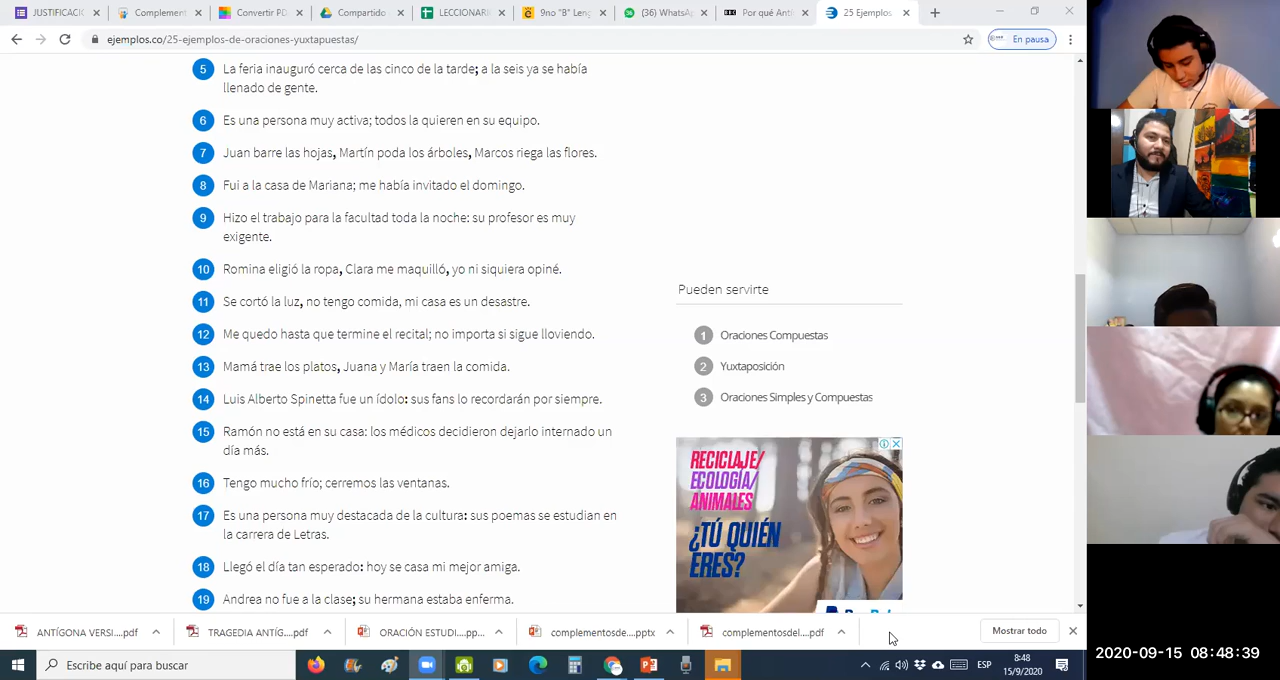 JUSTIFICACIO
Complement
Convertir PD
Compartido
LECCIONARI
9no "B" Leng
(36) WhatsAp
Por qué Antí
25 Ejemplos
ejemplos.co/25-ejemplos-de-oraciones-yuxtapuestas/
En pausa
5 La feria inauguró cerca de las cinco de la tarde; a la seis ya se había
llenado de gente.
6 Es una persona muy activa; todos la quieren en su equipo.
7 Juan barre las hojas, Martín poda los árboles, Marcos riega las flores.
8 Fui a la casa de Mariana; me había invitado el domingo.
9 Hizo el trabajo para la facultad toda la noche: su profesor es muy
exigente.
10 Romina eligió la ropa, Clara me maquilló, yo ni siquiera opiné.
11 Se cortó la luz, no tengo comida, mi casa es un desastre.
12 Me quedo hasta que termine el recital; no importa si sigue lloviendo.
13 Mamá trae los platos, Juana y María traen la comida.
14 Luis Alberto Spinetta fue un ídolo: sus fans lo recordarán por siempre.
15 Ramón no está en su casa: los médicos decidieron dejarlo internado un
día más.
16 Tengo mucho frío; cerremos las ventanas.
17 Es una persona muy destacada de la cultura: sus poemas se estudian en
la carrera de Letras.
18 Llegó el día tan esperado: hoy se casa mi mejor amiga.
19 Andrea no fue a la clase; su hermana estaba enferma.
Pueden servirte
1 Oraciones Compuestas
2 Yuxtaposición
3 Oraciones Simples y Compuestas
RECICLAJE/
ECOLOGÍA/
ANIMALES
¿TÚ QUIÉN
ERES?
ANTÍGONA VERSI....pdf
TRAGEDIA ANTÍG....pdf
ORACIÓN ESTUDI....pp...
complementosde....pptx
complementosdel....pdf
Mostrar todo
Escribe aquí para buscar
ESP
8:48
15/9/2020
2020-09-15 08:48:39